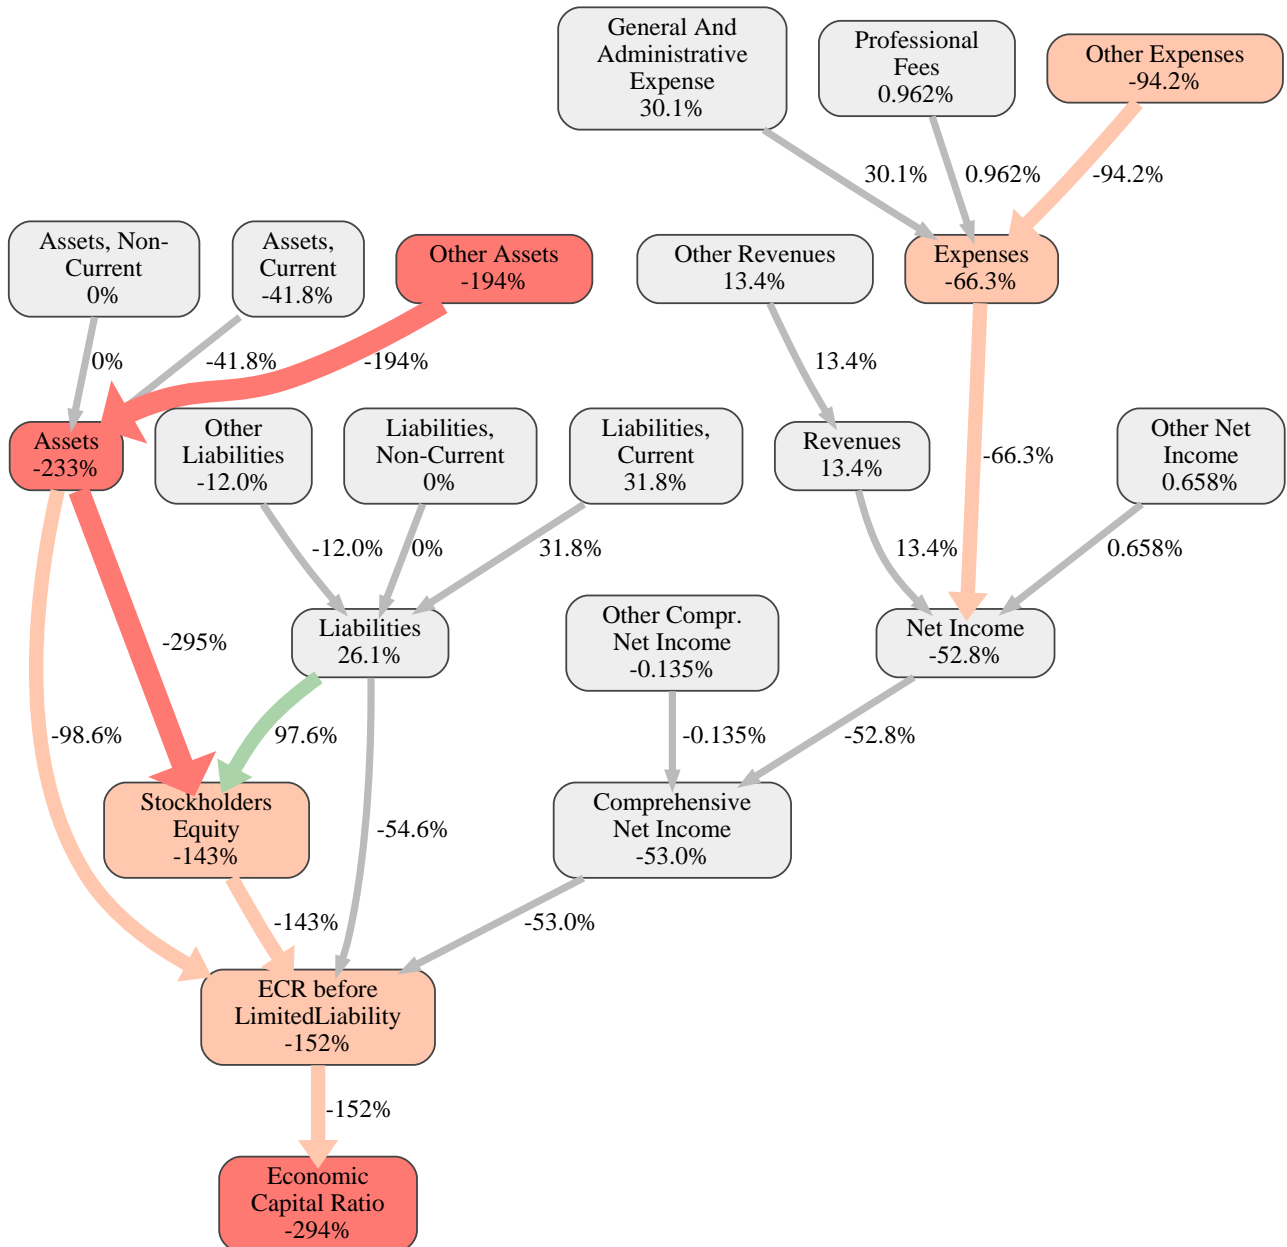 General And
Administrative
Expense
30.1%
Professional
Fees
0.962%
Other Expenses
-94.2%
30.1%
0.962%
-94.2%
Assets, Non-
Current
0%
Assets,
Current
-41.8%
Other Assets
-194%
Other Revenues
13.4%
Expenses
-66.3%
0%
-41.8%
-194%
13.4%
Assets
-233%
Other
Liabilities
-12.0%
Liabilities,
Non-Current
0%
Liabilities,
Current
31.8%
Revenues
13.4%
-66.3%
Other Net
Income
0.658%
-12.0%
0%
31.8%
13.4%
0.658%
-295%
Liabilities
26.1%
Other Compr.
Net Income
-0.135%
Net Income
-52.8%
-98.6%
97.6%
-0.135%
-52.8%
Stockholders
Equity
-143%
-54.6%
Comprehensive
Net Income
-53.0%
-143%
-53.0%
ECR before
LimitedLiability
-152%
-152%
Economic
Capital Ratio
-294%